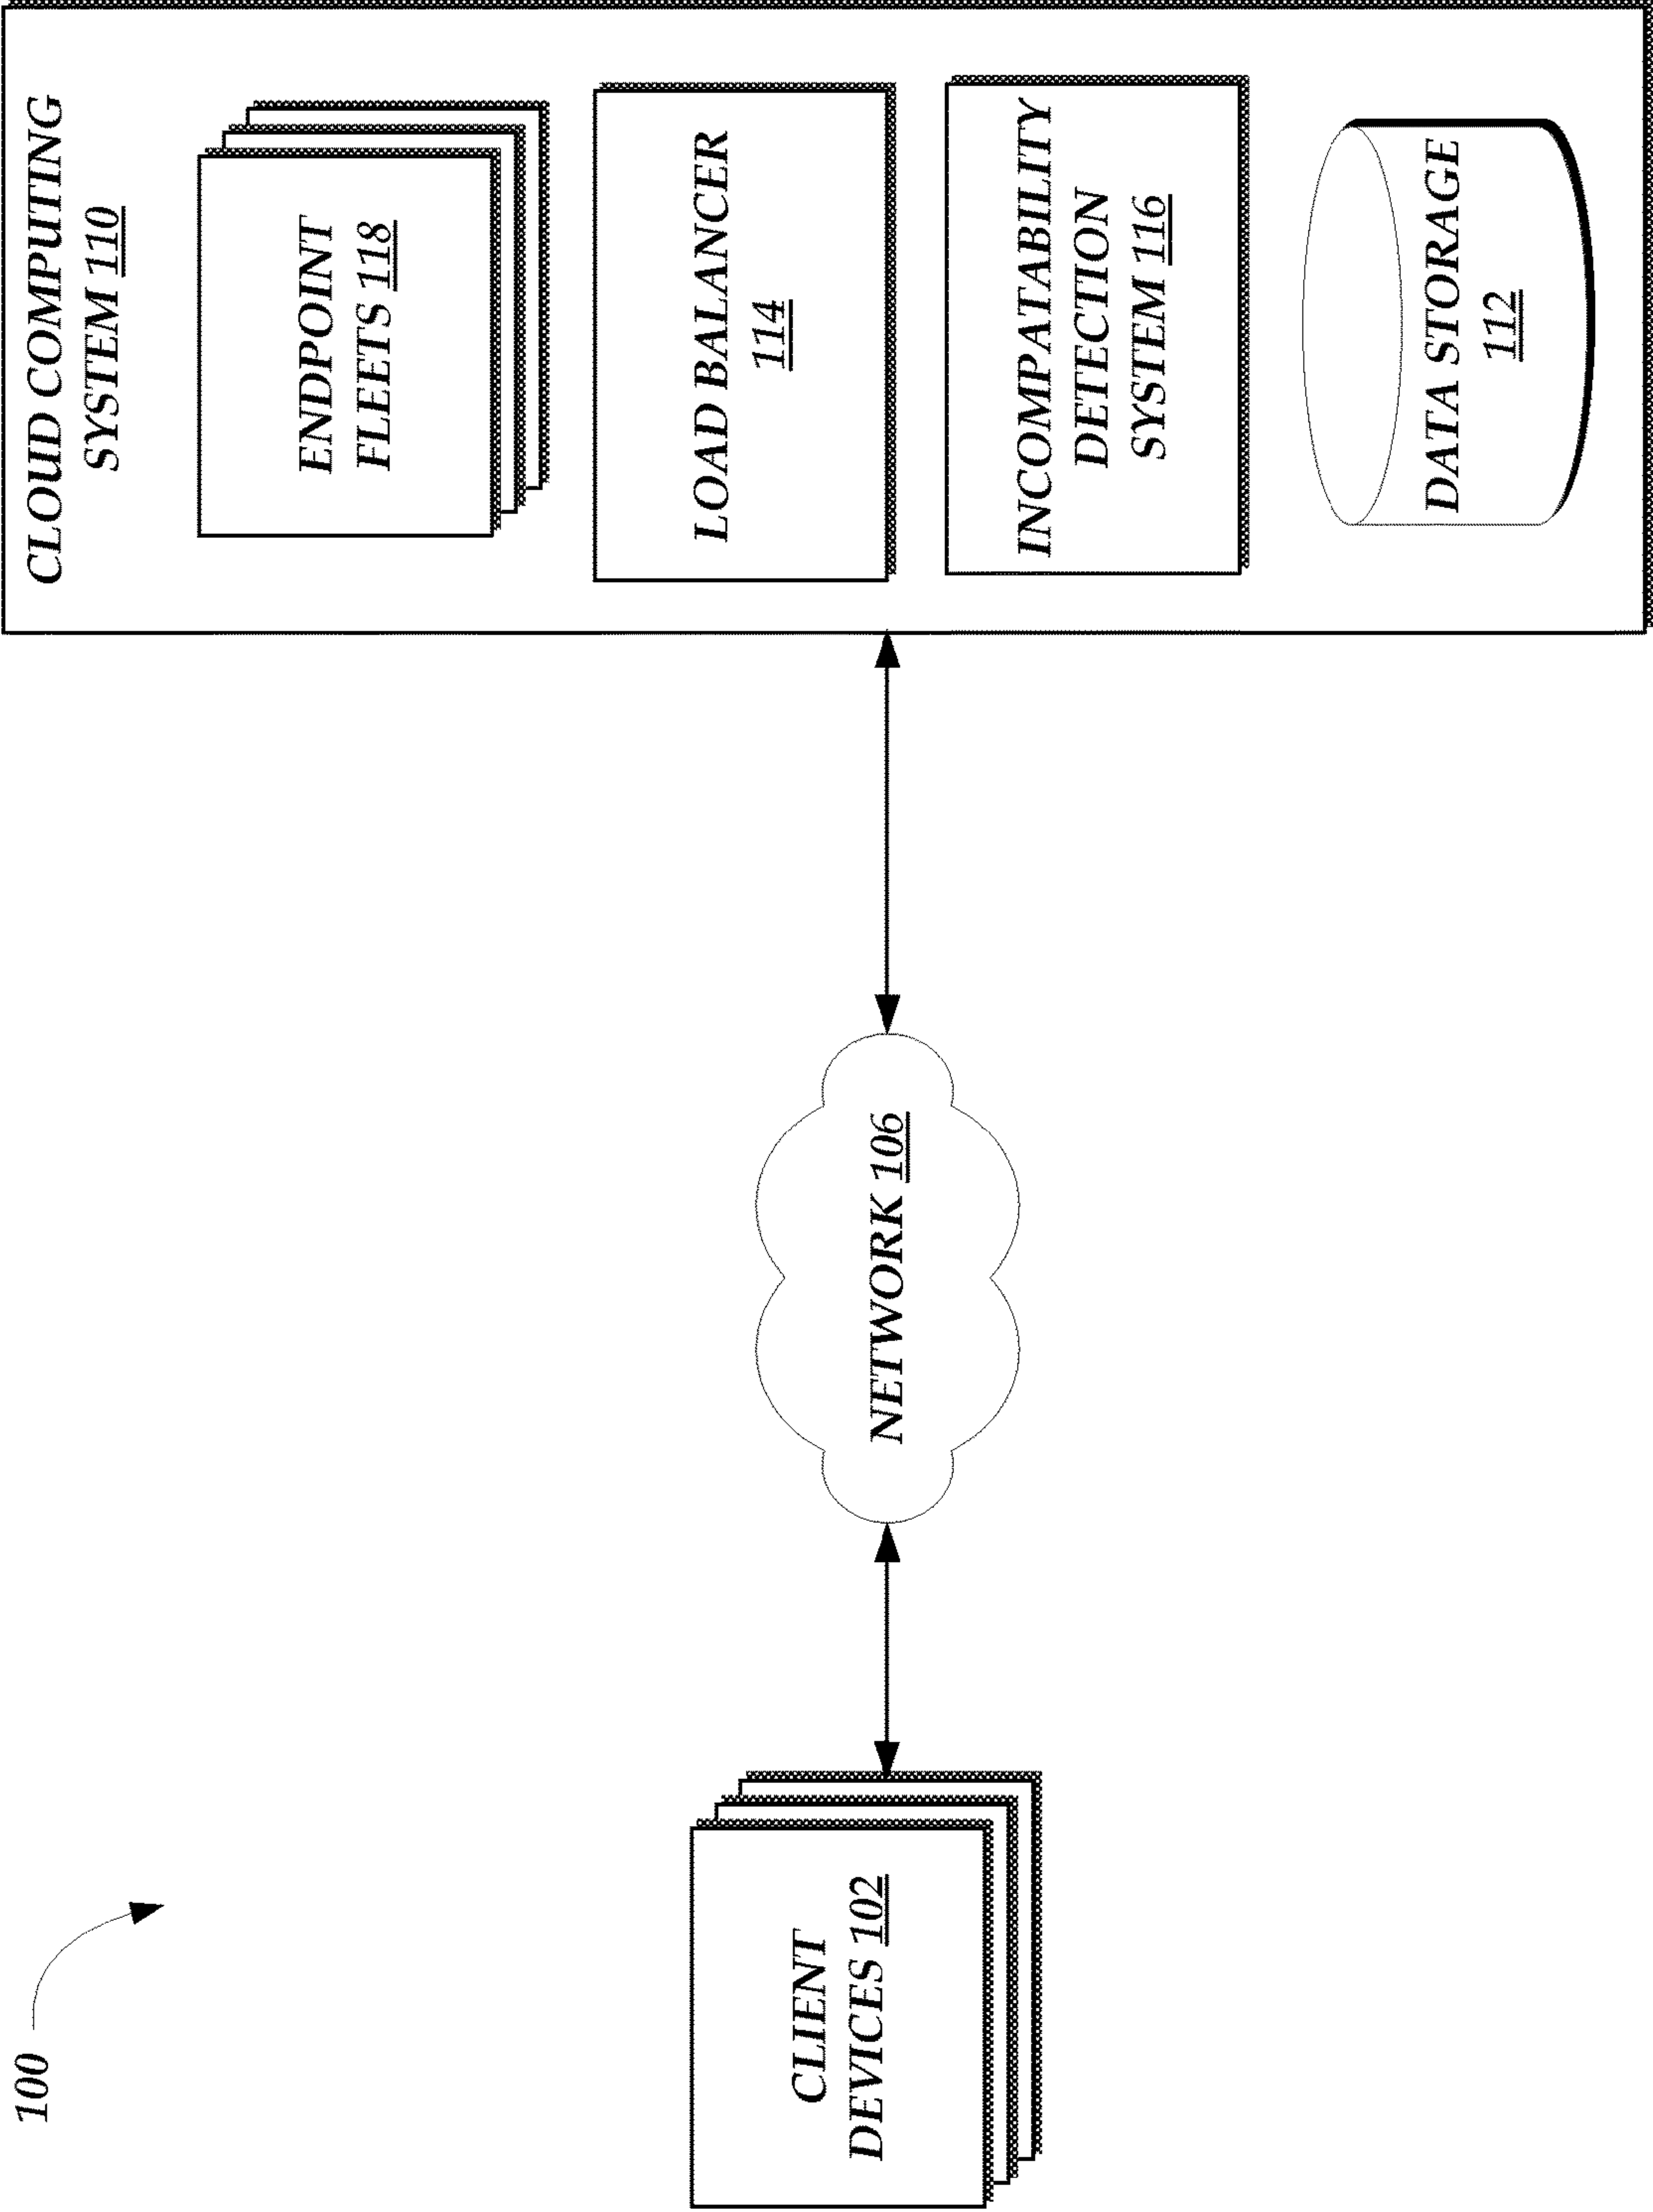 100
CLIENT
DEVICES 102
NETWORK 106
CLOUD COMPUTING
SYSTEM 110
ENDPOINT
FLEETS 118
LOAD BALANCER
114
INCOMPATABILITY
DETECTION
SYSTEM 116
DATA STORAGE
112